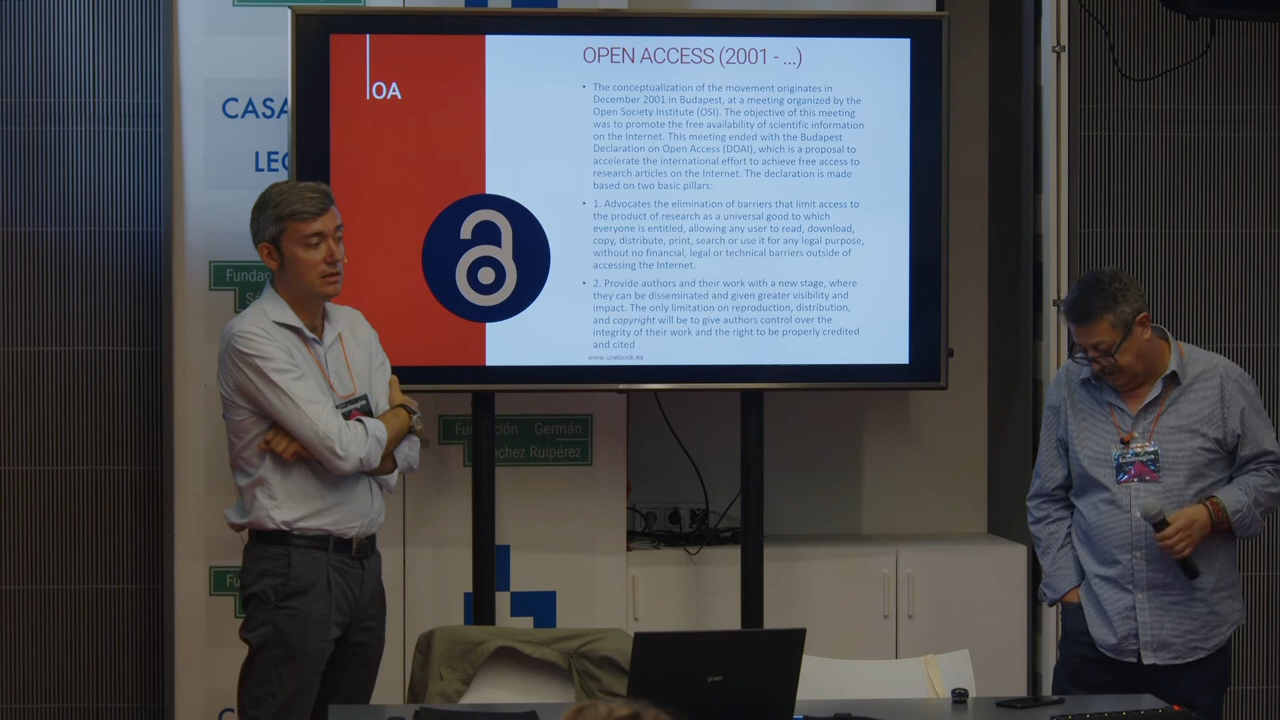 OPEN ACCESS (2001 - ...)
OA
• The conceptualization of the movement originates in
December 2001 in Budapest, at a meeting organized by the
Open Society Institute (OSI). The objective of this meeting
was to promote the free availability of scientific information
on the Internet. This meeting ended with the Budapest
Declaration on Open Access (DOAI), which is a proposal to
accelerate the international effort to achieve free access to
research articles on the Internet. The declaration is made
based on two basic pillars:
• 1. Advocates the elimination of barriers that limit access to
the product of research as a universal good to which
everyone is entitled, allowing any user to read, download,
copy, distribute, print, search or use it for any legal purpose,
without no financial, legal or technical barriers outside of
accessing the Internet.
• 2. Provide authors and their work with a new stage, where
they can be disseminated and given greater visibility and
impact. The only limitation on reproduction, distribution,
and copyright will be to give authors control over the
integrity of their work and the right to be properly credited
and cited .
www.unebook.es
CASA
LEC
Fundac
Sá
Fu ción Germán
nchez Ruipérez
Fu
C
gram